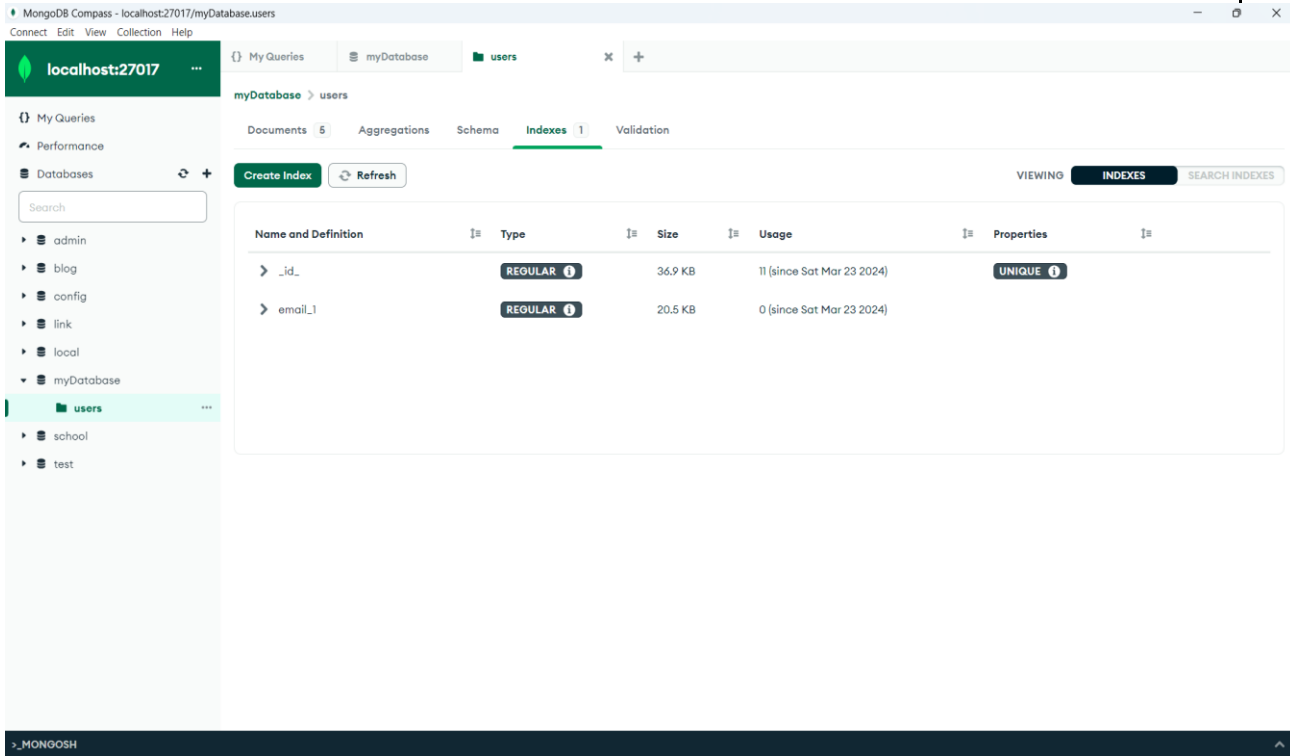 MongoDB Compass - localhost:27017/myDatabase.users
Connect Edit View Collection Help
localhost:27017 ...
{} My Queries
Performance
Databases
Search
admin
blog
config
link
local
myDatabase
users ...
school
test
{} My Queries myDatabase users
myDatabase > users
Documents 5 Aggregations Schema Indexes 1 Validation
Create Index Refresh VIEWING INDEXES SEARCH INDEXES
Name and Definition Type Size Usage Properties
_id_ REGULAR 36.9 KB 11 (since Sat Mar 23 2024) UNIQUE
email_1 REGULAR 20.5 KB 0 (since Sat Mar 23 2024)
>_MONGOSH